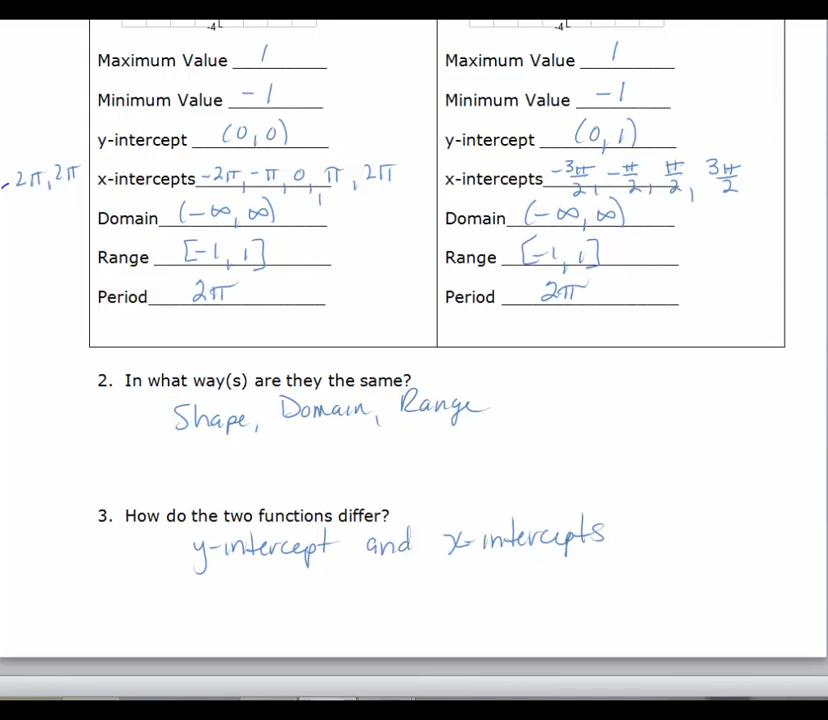 -4
-4
Maximum Value 1
Maximum Value 1
Minimum Value -1
Minimum Value -1
y-intercept (0,0)
y-intercept (0,1)
-2π, 2π
x-intercepts -2π, -π, 0, π, 2π
x-intercepts -3π/2, -π/2, π/2, 3π/2
Domain (-∞, ∞)
Domain (-∞, ∞)
Range [-1, 1]
Range [-1, 1]
Period 2π
Period 2π
2. In what way(s) are they the same?
Shape, Domain, Range
3. How do the two functions differ?
y-intercept and x-intercepts